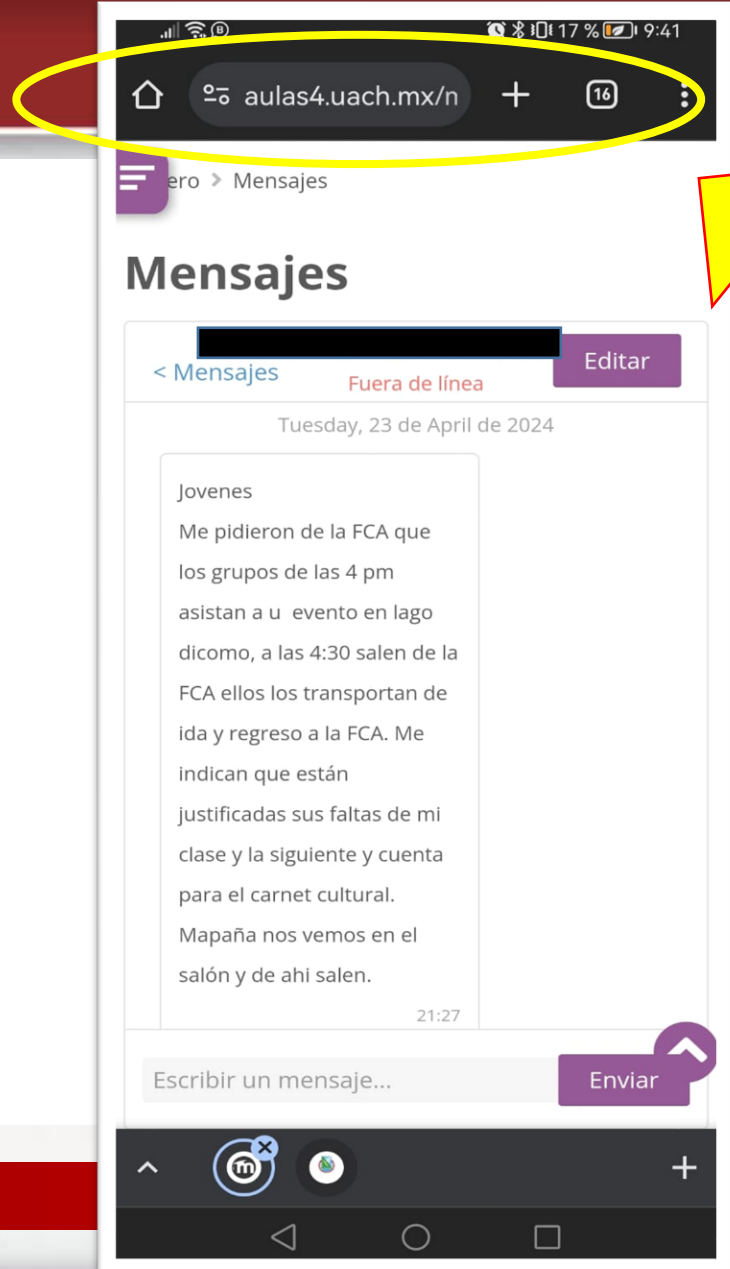 17 % 9:41
aulas4.uach.mx/n
16
ero > Mensajes
Mensajes
< Mensajes
Fuera de línea
Editar
Tuesday, 23 de April de 2024
Jovenes
Me pidieron de la FCA que
los grupos de las 4 pm
asistan a u  evento en lago
dicomo, a las 4:30 salen de la
FCA ellos los transportan de
ida y regreso a la FCA. Me
indican que están
justificadas sus faltas de mi
clase y la siguiente y cuenta
para el carnet cultural.
Mapaña nos vemos en el
salón y de ahi salen.
21:27
Escribir un mensaje...
Enviar